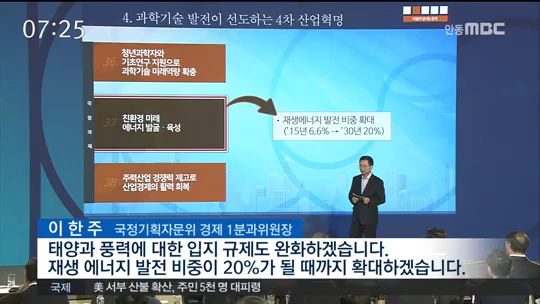 07:25
4. 과학기술 발전이 선도하는 4차 산업혁명
안동MBC
36
청년과학자와
기초연구 지원으로
과학기술 미래역량 확충
국정과제
37
친환경 미래
에너지 발굴·육성
• 재생에너지 발전 비중 확대
('15년 6.6% → '30년 20%)
38
주력산업 경쟁력 제고로
산업경제의 활력 회복
이한주 국정기획자문위 경제 1분과위원장
태양과 풍력에 대한 입지 규제도 완화하겠습니다.
재생 에너지 발전 비중이 20%가 될 때까지 확대하겠습니다.
국제 美 서부 산불 확산, 주민 5천 명 대피령